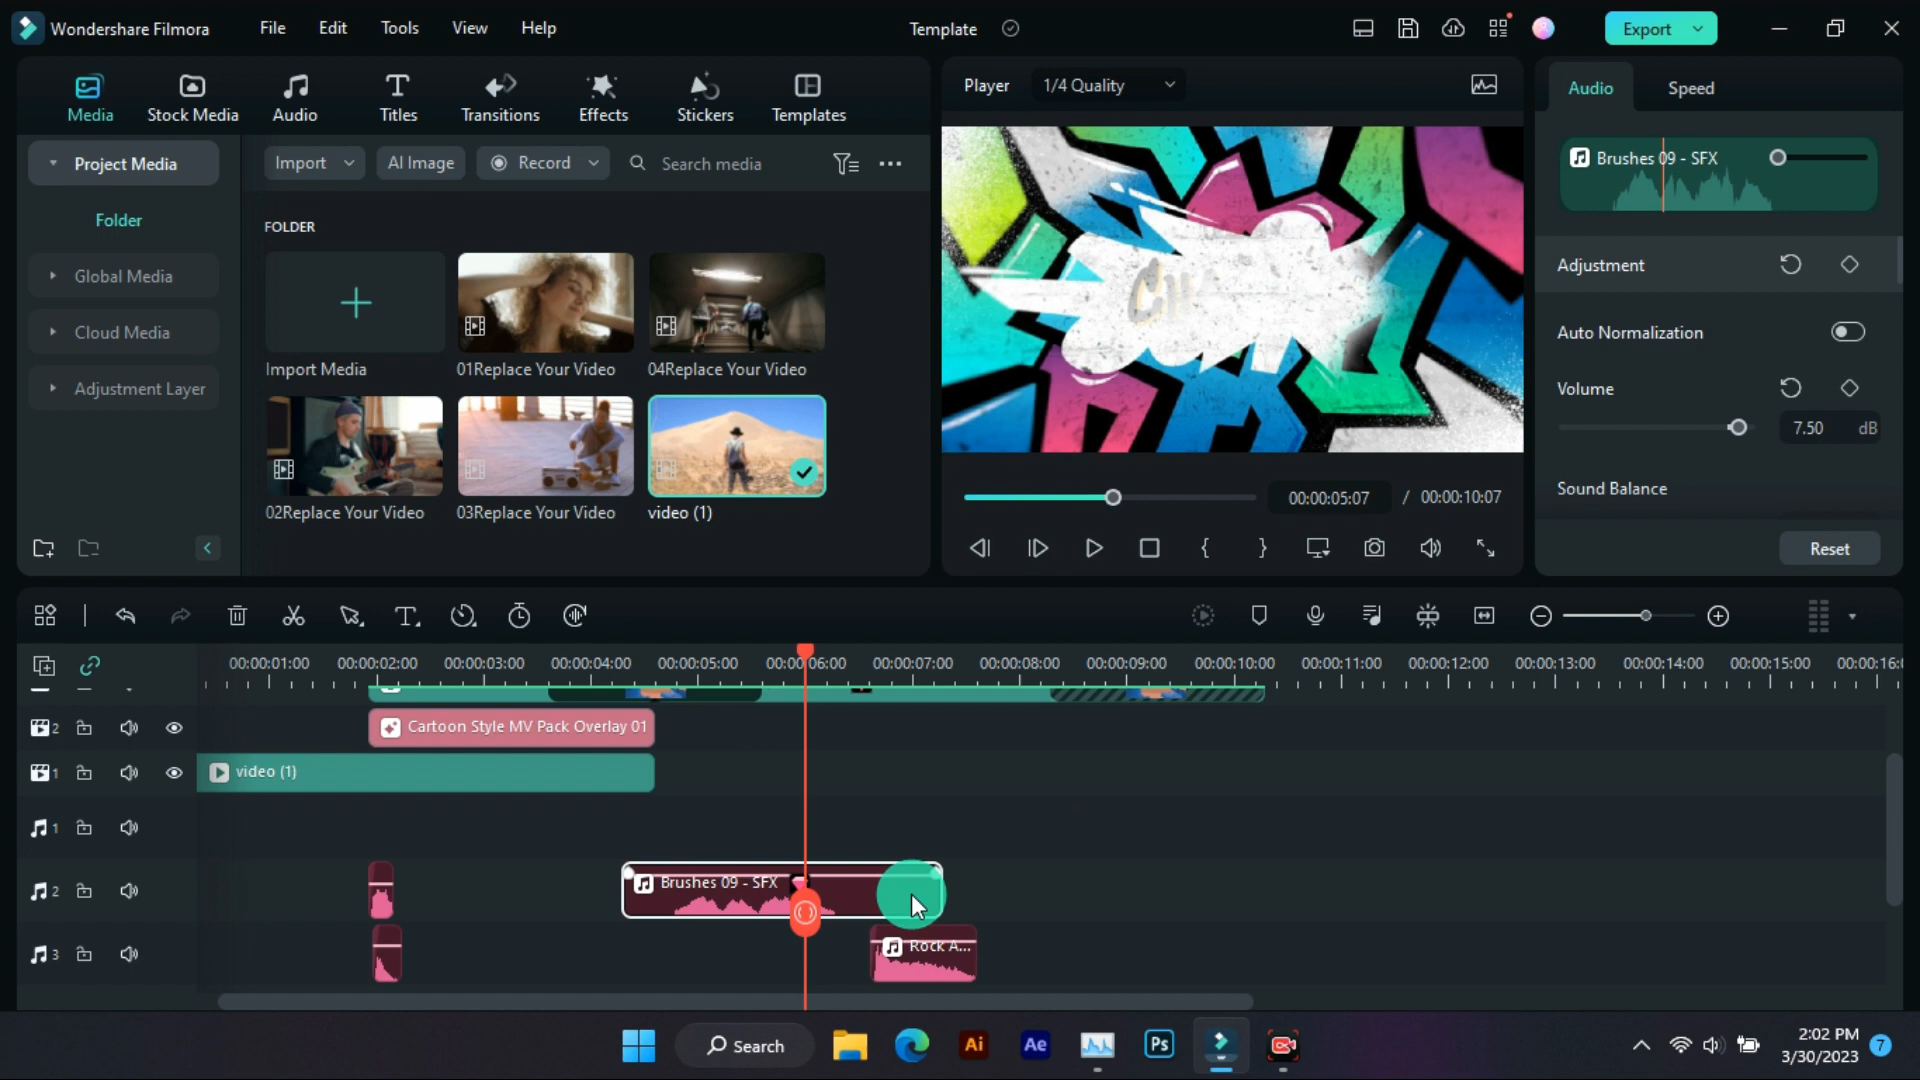 Wondershare Filmora
File
Edit
Tools
View
Help
Template
Export
Media
Stock Media
Audio
Titles
Transitions
Effects
Stickers
Templates
Player
1/4 Quality
Audio
Speed
Project Media
Import
AI Image
Record
Search media
Brushes 09 - SFX
Folder
FOLDER
Global Media
Cloud Media
Adjustment Layer
Import Media
01Replace Your Video
04Replace Your Video
02Replace Your Video
03Replace Your Video
video (1)
CHA
Adjustment
Auto Normalization
Volume
7.50
dB
Sound Balance
Reset
00:00:05:07
/ 00:00:10:07
00:00:01:00
00:00:02:00
00:00:03:00
00:00:04:00
00:00:05:00
00:00:06:00
00:00:07:00
00:00:08:00
00:00:09:00
00:00:10:00
00:00:11:00
00:00:12:00
00:00:13:00
00:00:14:00
00:00:15:00
00:00:16:0
2
Cartoon Style MV Pack Overlay 01
1
video (1)
1
2
Brushes 09 - SFX
3
Rock A...
Search
Ai
Ae
Ps
2:02 PM
3/30/2023
7